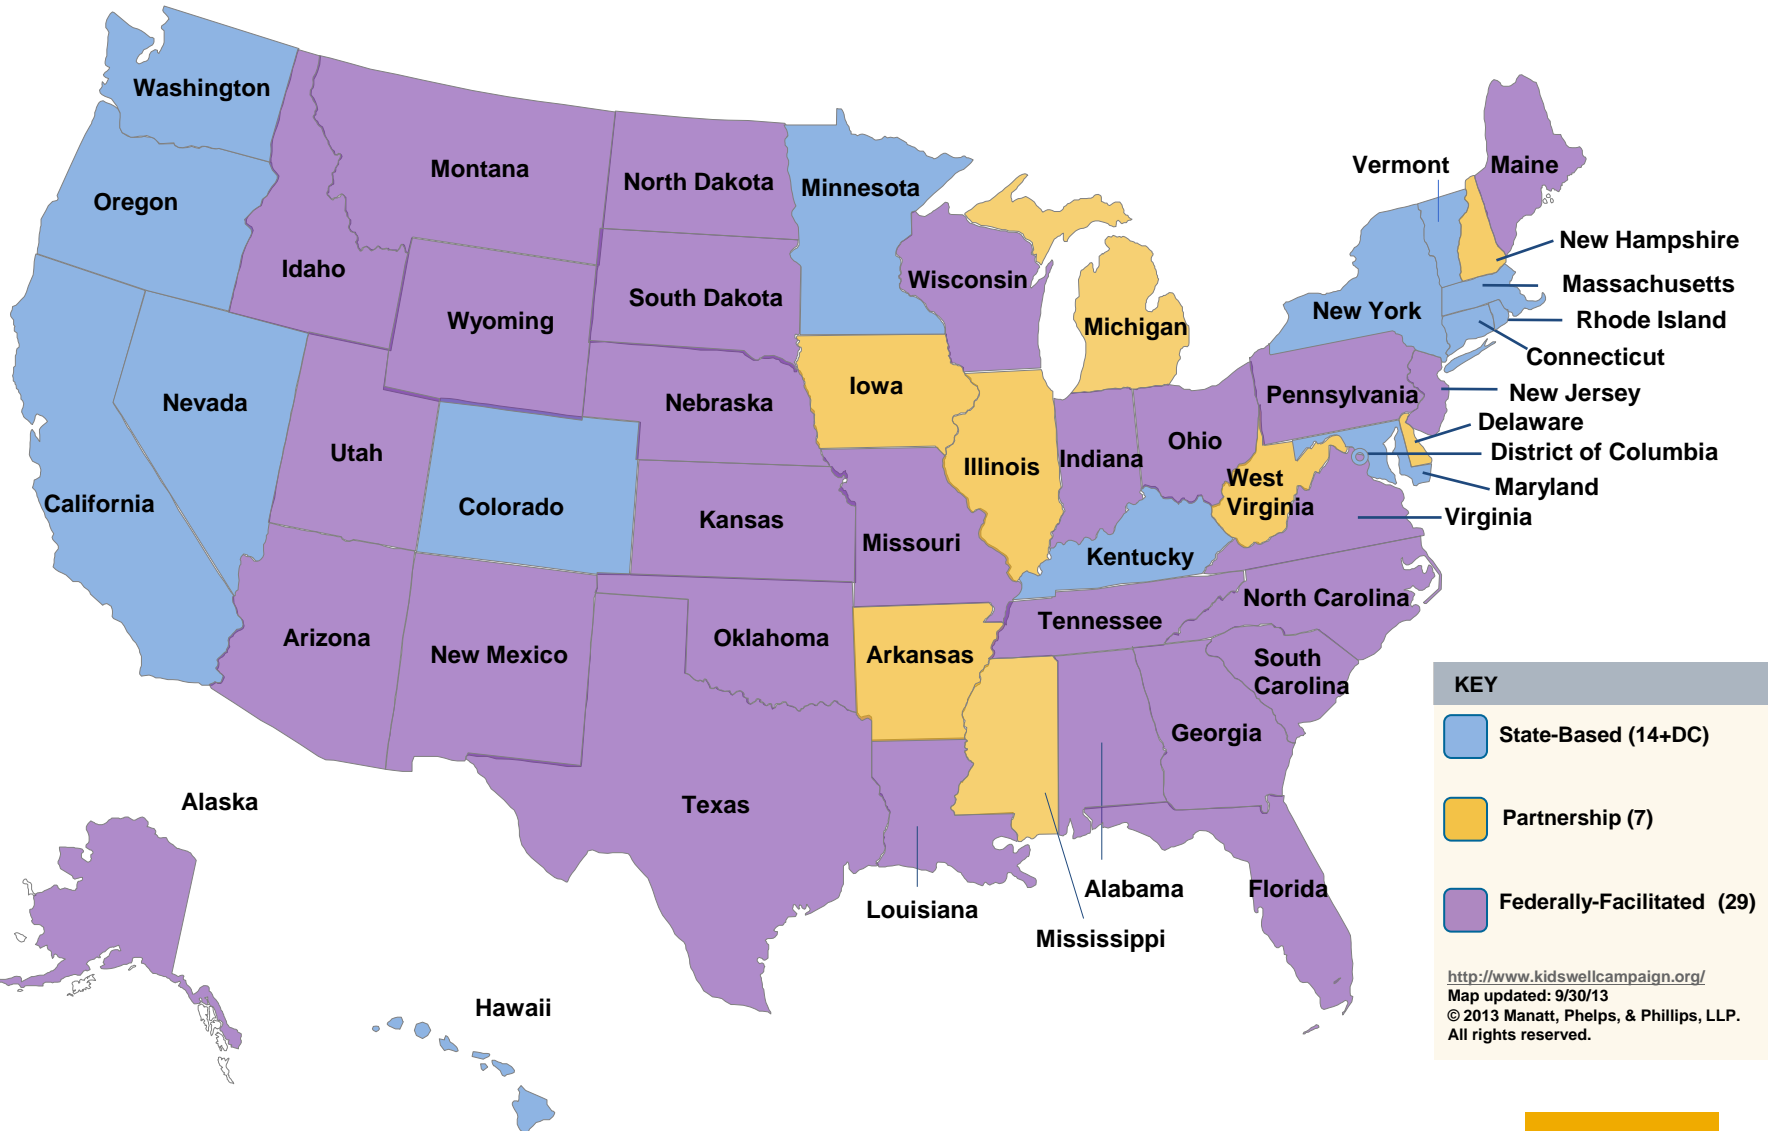 Washington
Oregon
California
Nevada
Idaho
Montana
Wyoming
Utah
Colorado
Arizona
New Mexico
North Dakota
South Dakota
Nebraska
Kansas
Oklahoma
Texas
Minnesota
Iowa
Missouri
Arkansas
Louisiana
Wisconsin
Illinois
Michigan
Indiana
Ohio
Kentucky
Tennessee
Mississippi
Alabama
Georgia
Florida
South
Carolina
North Carolina
Virginia
West
Virginia
Pennsylvania
New York
Vermont
Maine
New Hampshire
Massachusetts
Rhode Island
Connecticut
New Jersey
Delaware
District of Columbia
Maryland
Alaska
Hawaii
KEY
State-Based (14+DC)
Partnership (7)
Federally-Facilitated (29)
http://www.kidswellcampaign.org/
Map updated: 9/30/13
© 2013 Manatt, Phelps, & Phillips, LLP.
All rights reserved.